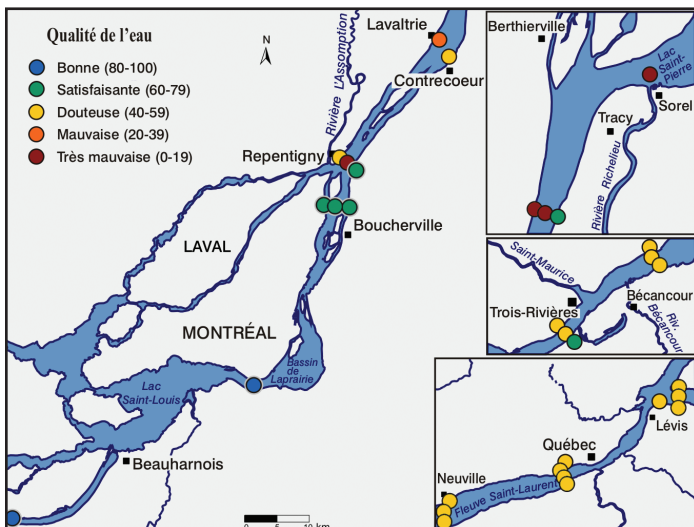 Qualité de l'eau
Bonne (80-100)
Satisfaisante (60-79)
Douteuse (40-59)
Mauvaise (20-39)
Très mauvaise (0-19)
N
Lavaltrie
Contrecoeur
Rivière L'Assomption
Repentigny
Boucherville
LAVAL
MONTRÉAL
Bassin
de
Laprairie
Lac
Saint-Louis
Beauharnois
0
5
10 km
Berthierville
Lac
Saint-
Pierre
Sorel
Tracy
Rivière Richelieu
Saint-Maurice
Trois-Rivières
Bécancour
Riv.
Bécancour
Lévis
Québec
Neuville
Fleuve Saint-Laurent